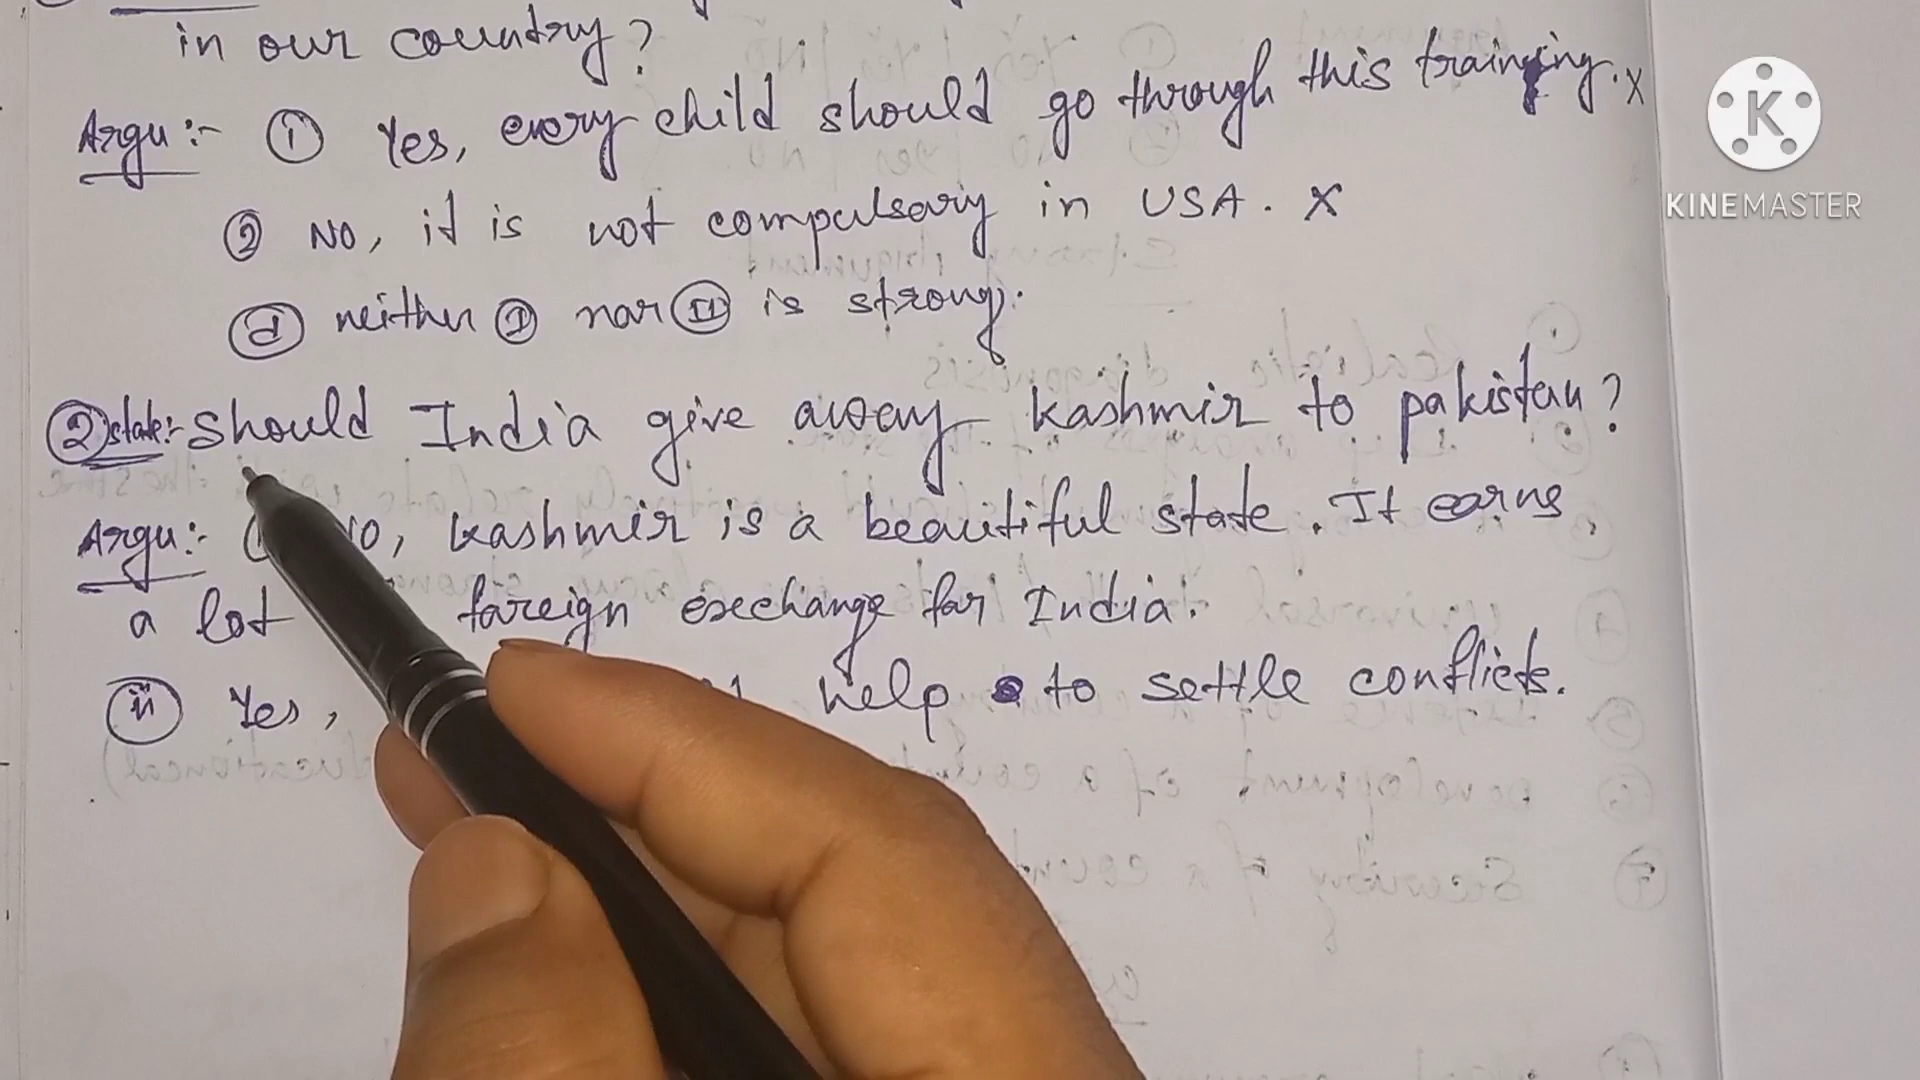 in our country?
Argu:- ① Yes, every child should go through this training. x
② No, it is not compulsary in USA. x
ⓓ neither Ⓘ nor Ⅱ is strong.
② state:- Should India give away Kashmir to pakistan?
Argu:- No, kashmir is a beautiful state. It earns
a lot foreign exchange for India.
ⓘⓘ Yes, help to settle conflicts.
KINEMASTER